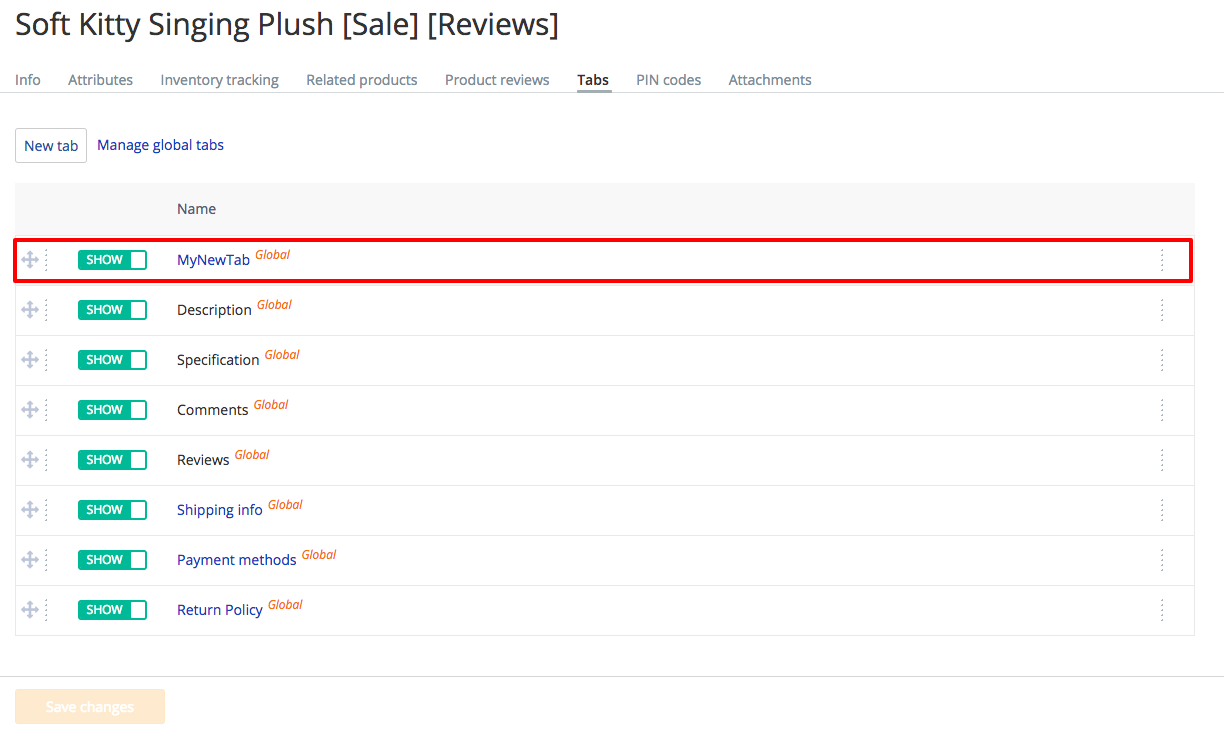 Soft Kitty Singing Plush [Sale] [Reviews]
Info Attributes Inventory tracking Related products Product reviews Tabs PIN codes Attachments
New tab Manage global tabs
Name
SHOW MyNewTab Global
SHOW Description Global
SHOW Specification Global
SHOW Comments Global
SHOW Reviews Global
SHOW Shipping info Global
SHOW Payment methods Global
SHOW Return Policy Global
Save changes